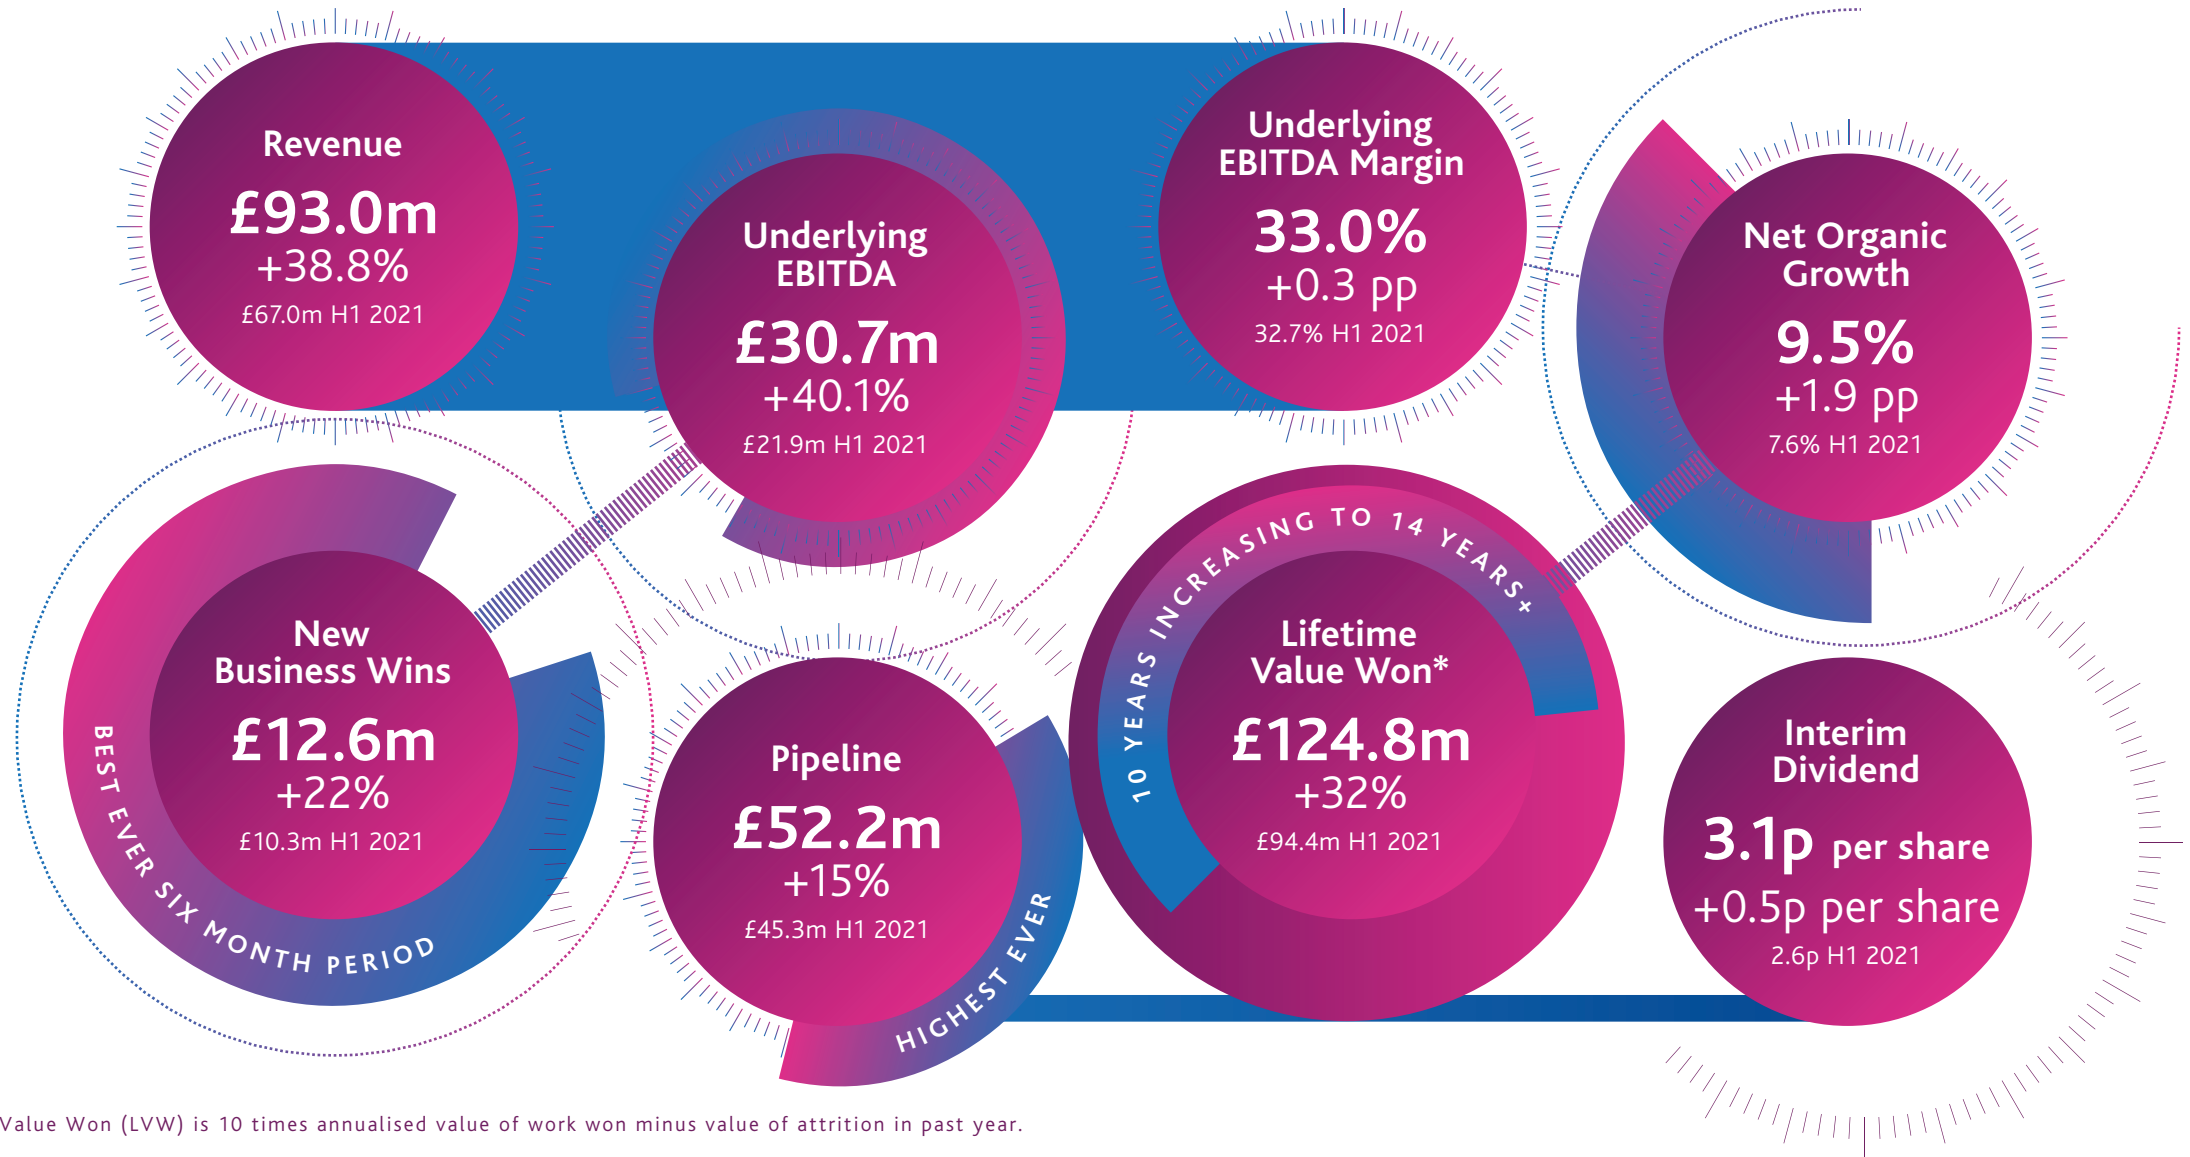 Revenue
£93.0m
+38.8%
£67.0m H1 2021
Underlying
EBITDA
£30.7m
+40.1%
£21.9m H1 2021
Underlying
EBITDA Margin
33.0%
+0.3 pp
32.7% H1 2021
Net Organic
Growth
9.5%
+1.9 pp
7.6% H1 2021
New
Business Wins
£12.6m
+22%
£10.3m H1 2021
BEST EVER SIX MONTH PERIOD
Pipeline
£52.2m
+15%
£45.3m H1 2021
HIGHEST EVER
10 YEARS INCREASING TO 14 YEARS+
Lifetime
Value Won*
£124.8m
+32%
£94.4m H1 2021
Interim
Dividend
3.1p per share
+0.5p per share
2.6p H1 2021
Value Won (LVW) is 10 times annualised value of work won minus value of attrition in past year.